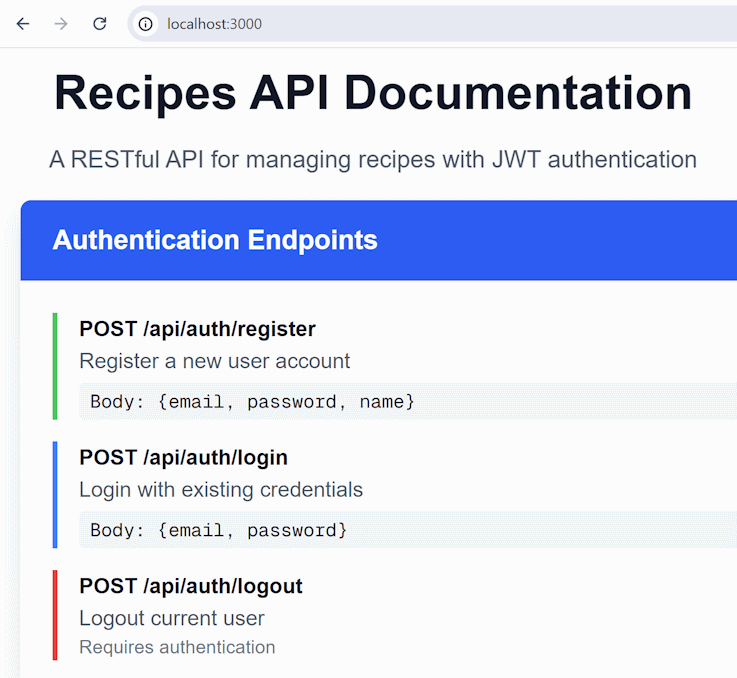 localhost:3000
Recipes API Documentation
A RESTful API for managing recipes with JWT authentication
Authentication Endpoints
POST /api/auth/register
Register a new user account
Body: {email, password, name}
POST /api/auth/login
Login with existing credentials
Body: {email, password}
POST /api/auth/logout
Logout current user
Requires authentication